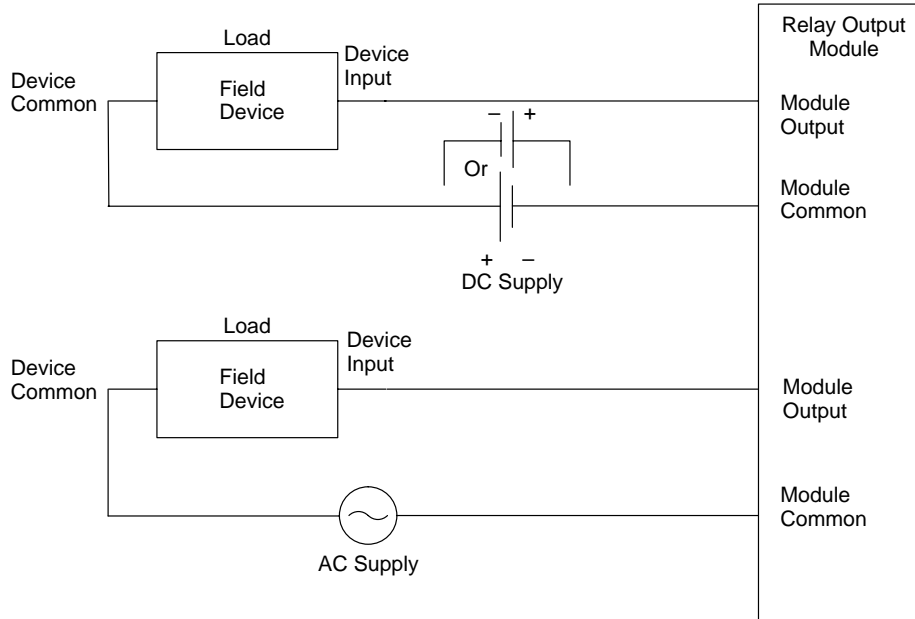 Relay Output
Module
Load
Device
Input
Device
Common
Field
Device
Module
Output
– +
Or
Module
Common
+ –
DC Supply
Load
Device
Input
Device
Common
Field
Device
Module
Output
Module
Common
AC Supply